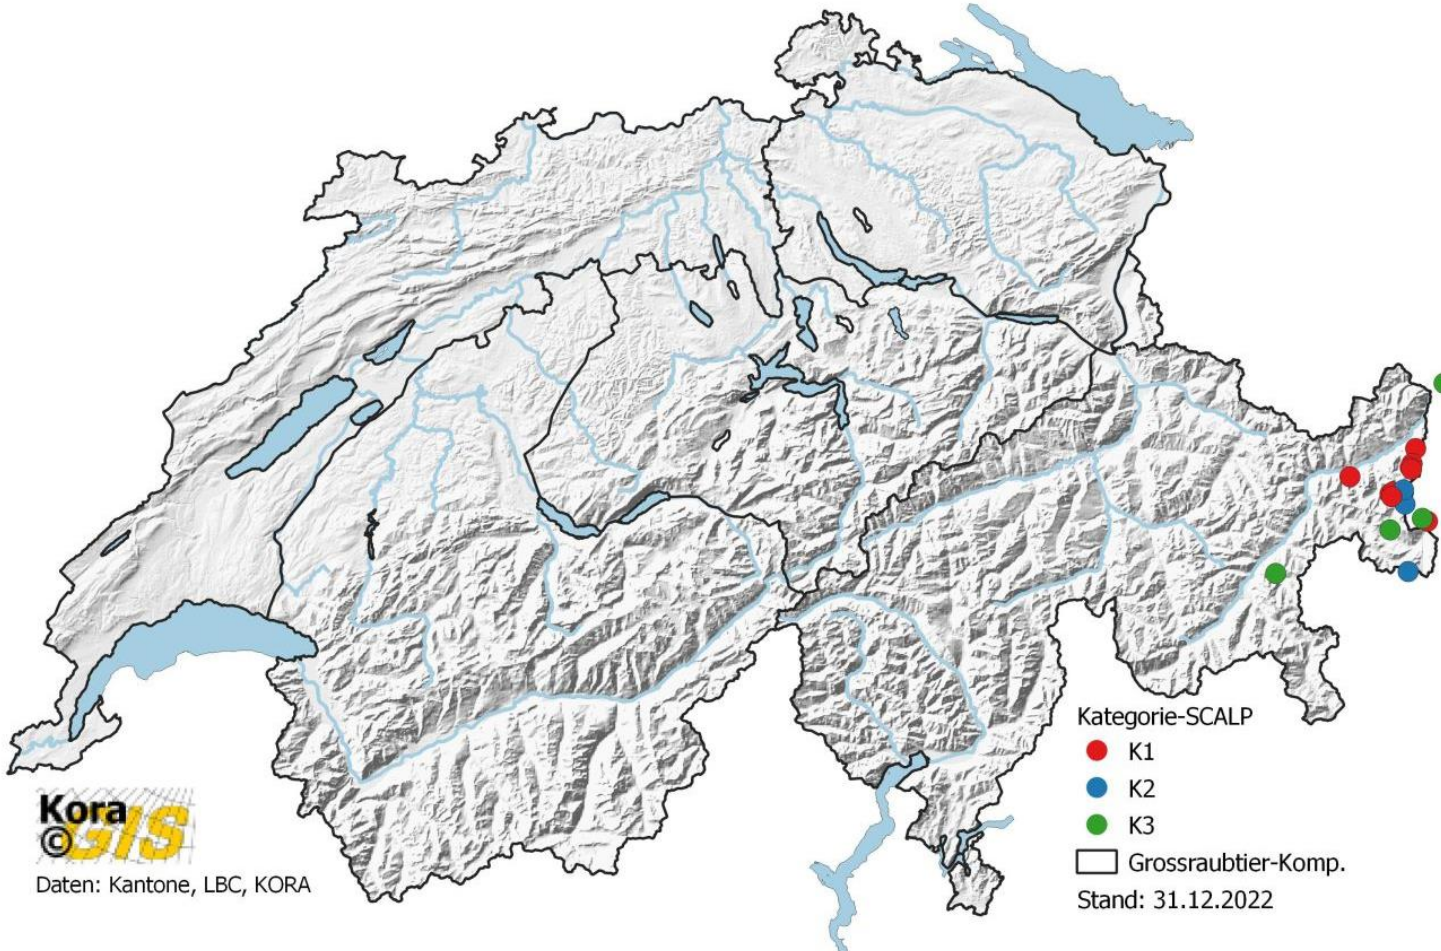 Kategorie-SCALP
K1
K2
K3
Grossraubtier-Komp.
Stand: 31.12.2022
Kora
© GIS
Daten: Kantone, LBC, KORA